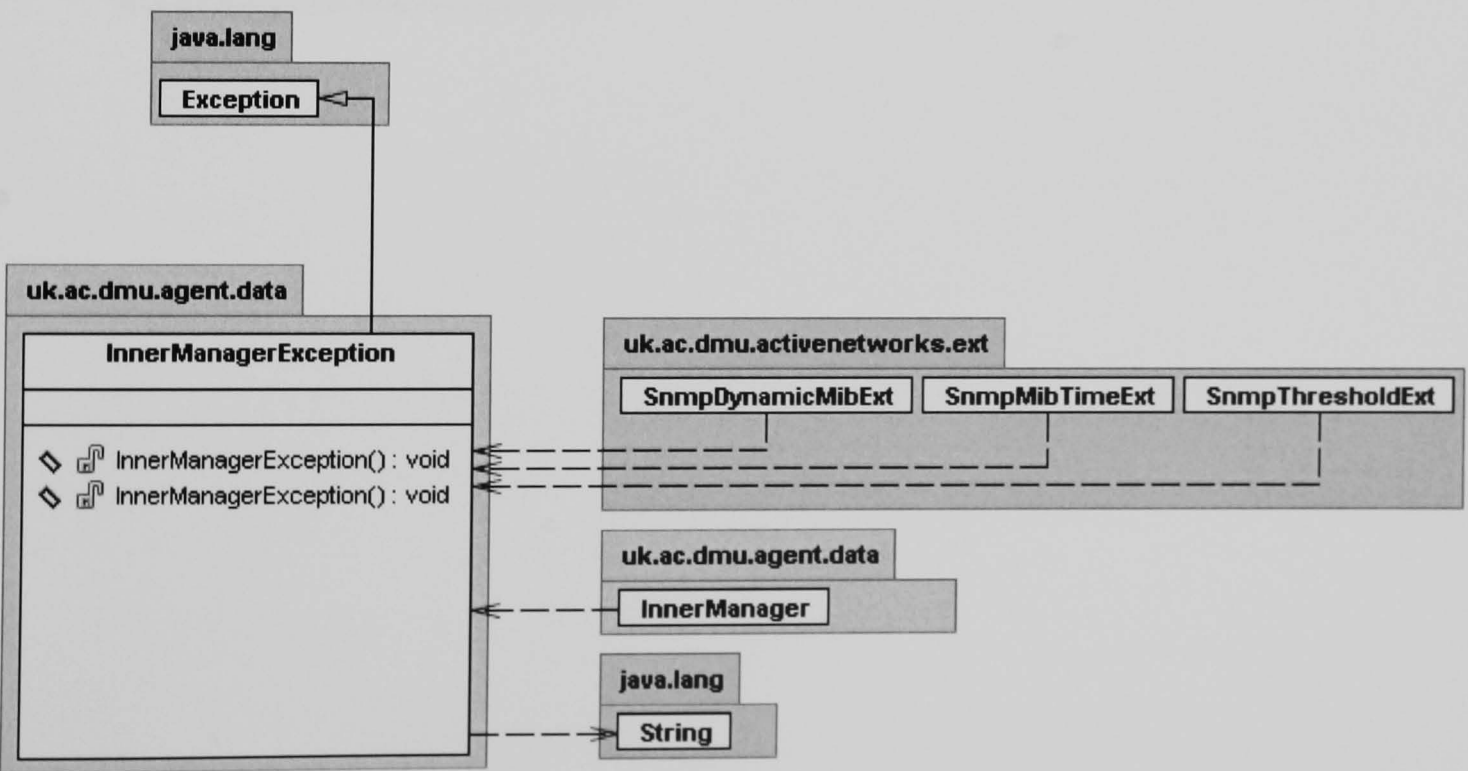 java.lang
Exception
uk.ac.dmu.agent.data
InnerManagerException
InnerManagerException() : void
InnerManagerException() : void
uk.ac.dmu.activenetworks.ext
SnmpDynamicMibExt
SnmpMibTimeExt
SnmpThresholdExt
uk.ac.dmu.agent.data
InnerManager
java.lang
String